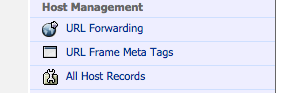 Host Management
URL Forwarding
URL Frame Meta Tags
All Host Records